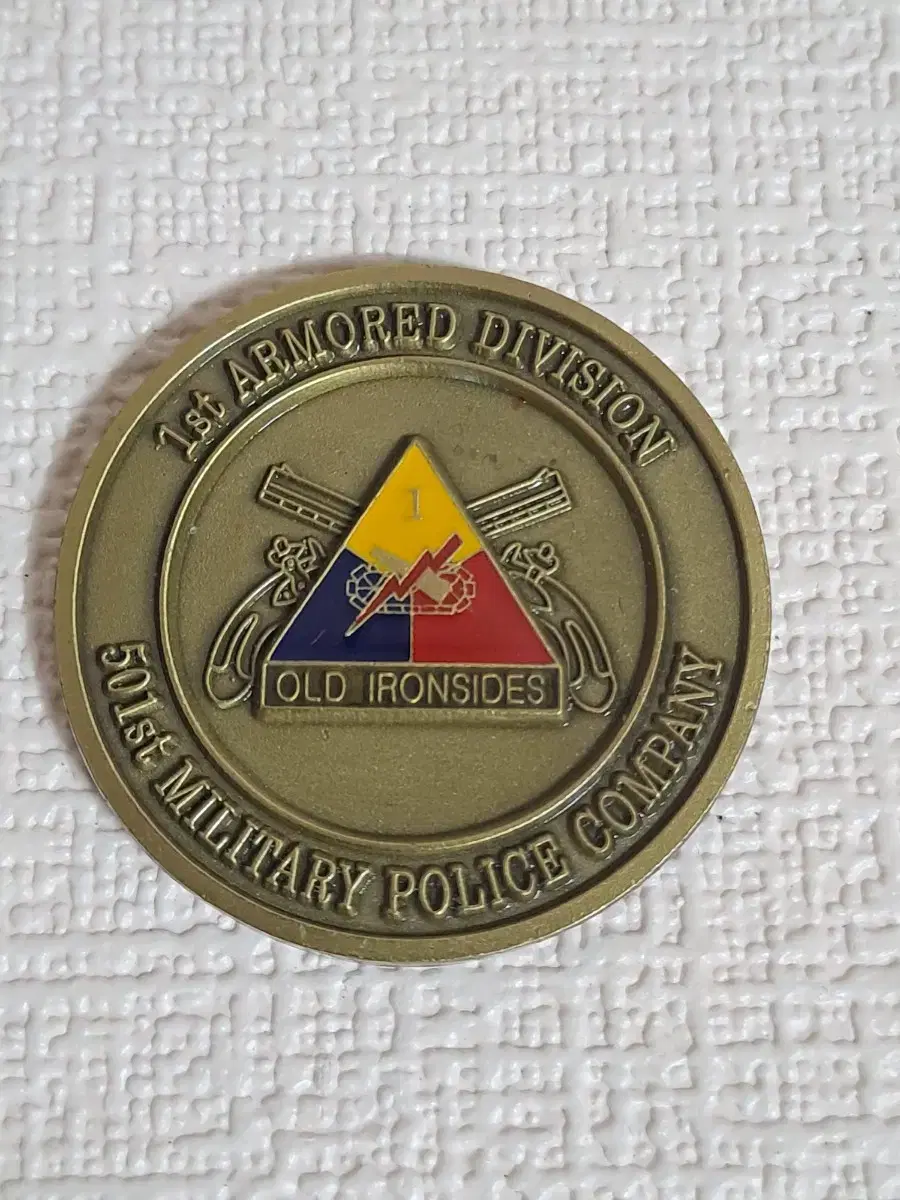 1st ARMORED DIVISION
1
OLD IRONSIDES
501st MILITARY POLICE COMPANY